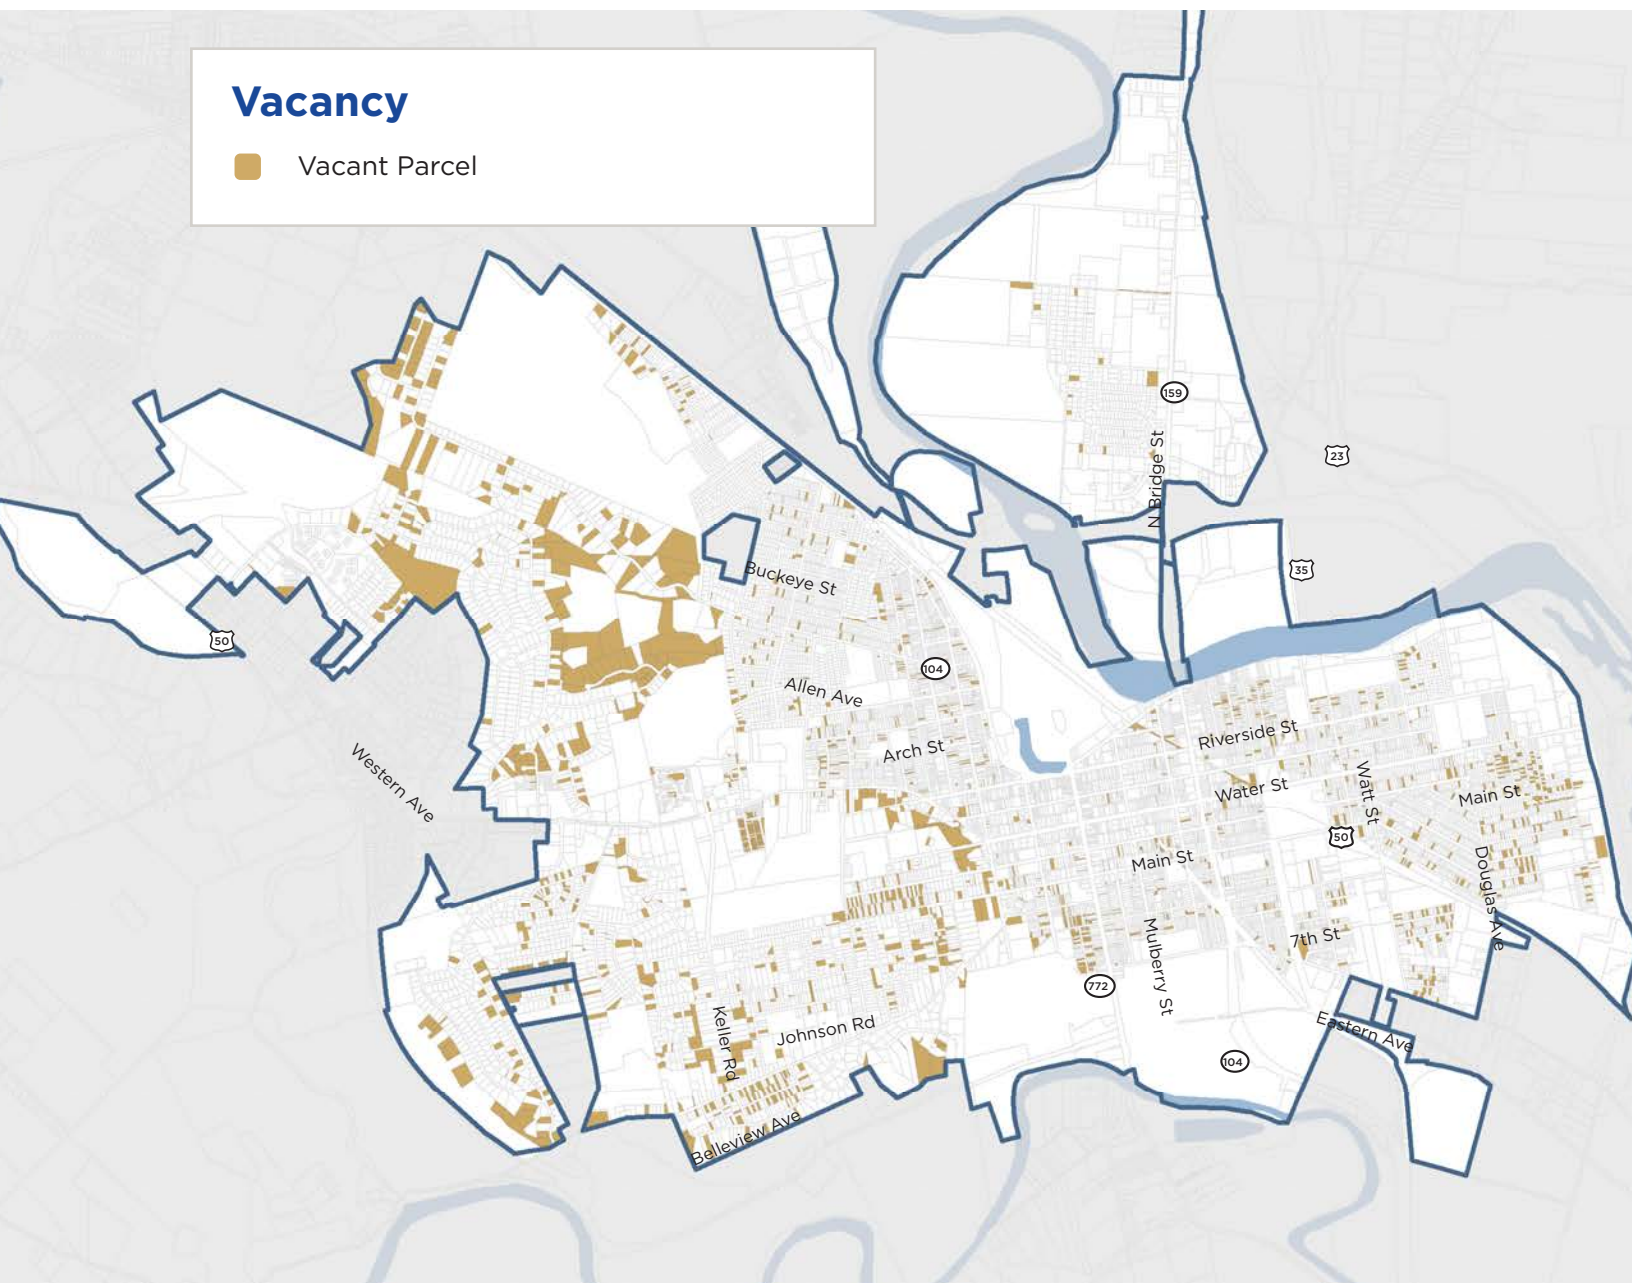 Vacancy
Vacant Parcel
159
N Bridge St
23
35
50
Buckeye St
104
Allen Ave
Arch St
Riverside St
Western Ave
Water St
Watt St
Main St
50
Main St
Douglas Ave
Mulberry St
7th St
772
Keller Rd
Johnson Rd
Eastern Ave
104
Belleview Ave